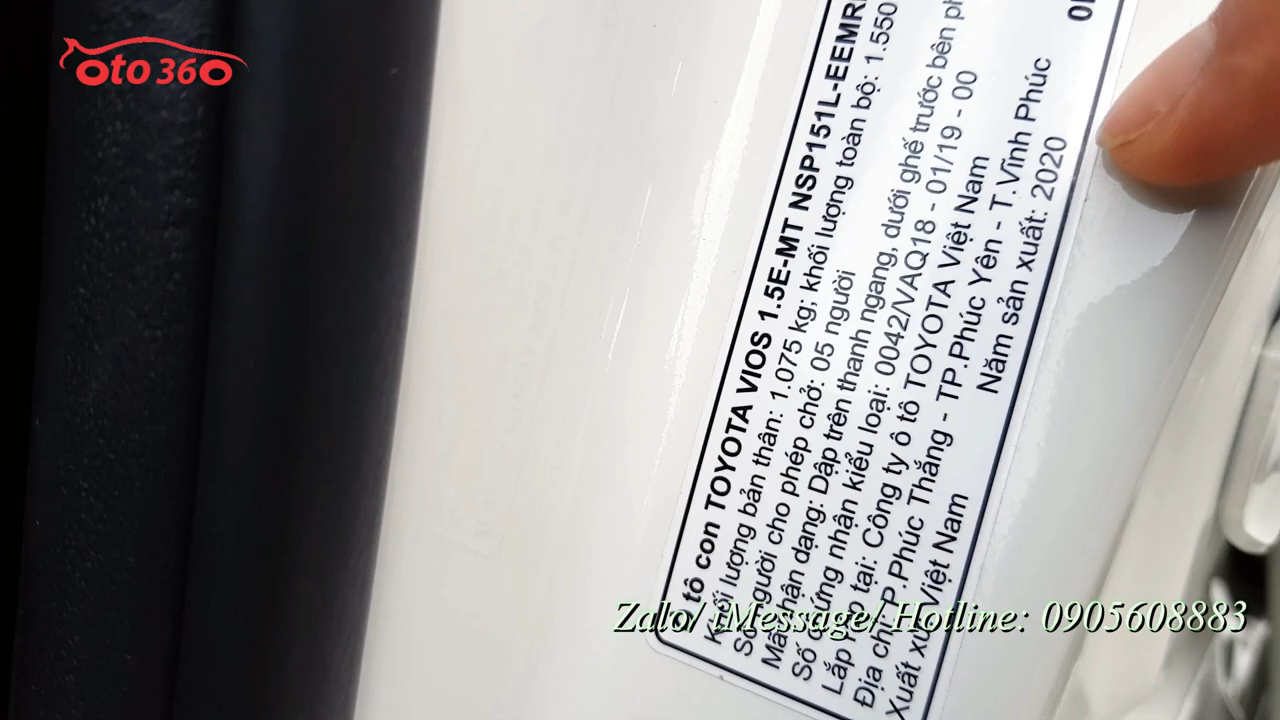 oto 360
tô con TOYOTA VIOS 1.5E-MT NSP151L-EEMR
Khối lượng bản thân: 1.075 kg; khối lượng toàn bộ: 1.550
Số người cho phép chở: 05 người
Mã nhận dạng: Dập trên thanh ngang, dưới ghế trước bên
Số chứng nhận kiểu loại: 0042/VAQ18 - 01/19 - 00
Lắp ráp tại: Công ty ô tô TOYOTA Việt Nam
Địa chỉ: P.Phúc Thắng - TP.Phúc Yên - T.Vĩnh Phúc
Xuất xứ: Việt Nam Năm sản xuất: 2020
Zalo/ iMessage/ Hotline: 0905608883